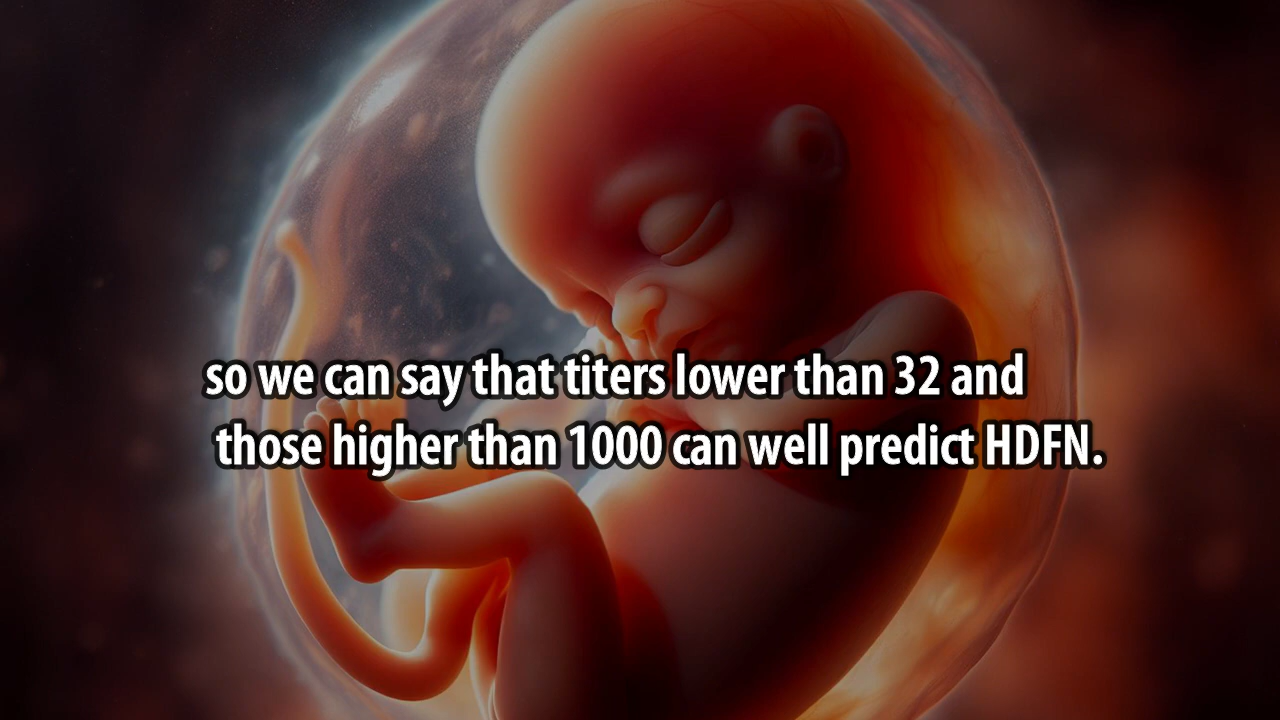 so we can say that titers lower than 32 and
those higher than 1000 can well predict HDFN.